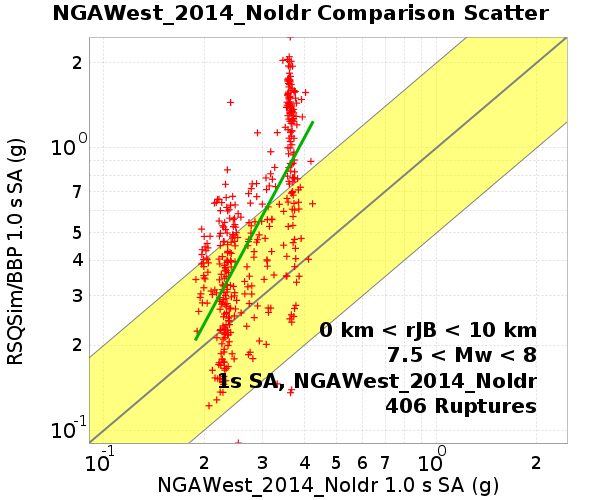 NGAWest_2014_NoIdr Comparison Scatter
RSQSim/BBP 1.0 s SA (g)
2
10^0
7
5
4
3
2
10^-1
0 km < rJB < 10 km
7.5 < Mw < 8
1s SA, NGAWest_2014_NoIdr
406 Ruptures
10^-1 2 3 4 5 6 7 10^0 2
NGAWest_2014_NoIdr 1.0 s SA (g)